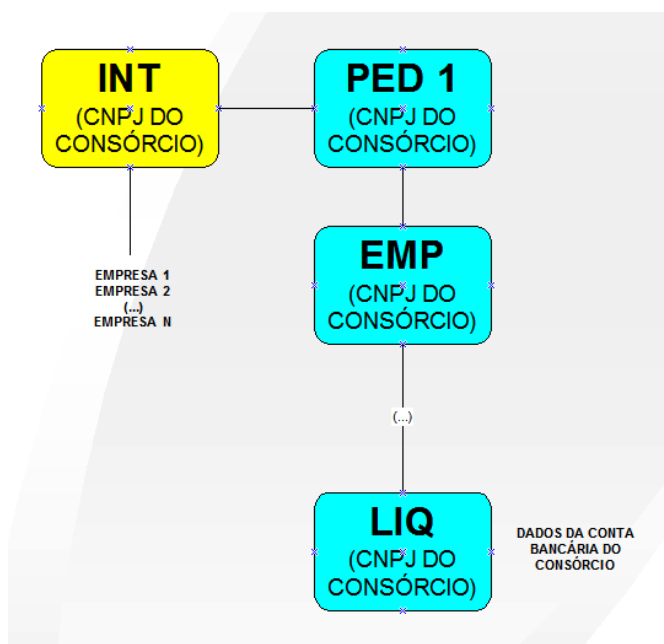 INT
(CNPJ DO
CONSÓRCIO)
PED 1
(CNPJ DO
CONSÓRCIO)
EMPRESA 1
EMPRESA 2
(...)
EMPRESA N
EMP
(CNPJ DO
CONSÓRCIO)
(...)
LIQ
(CNPJ DO
CONSÓRCIO)
DADOS DA CONTA
BANCÁRIA DO
CONSÓRCIO